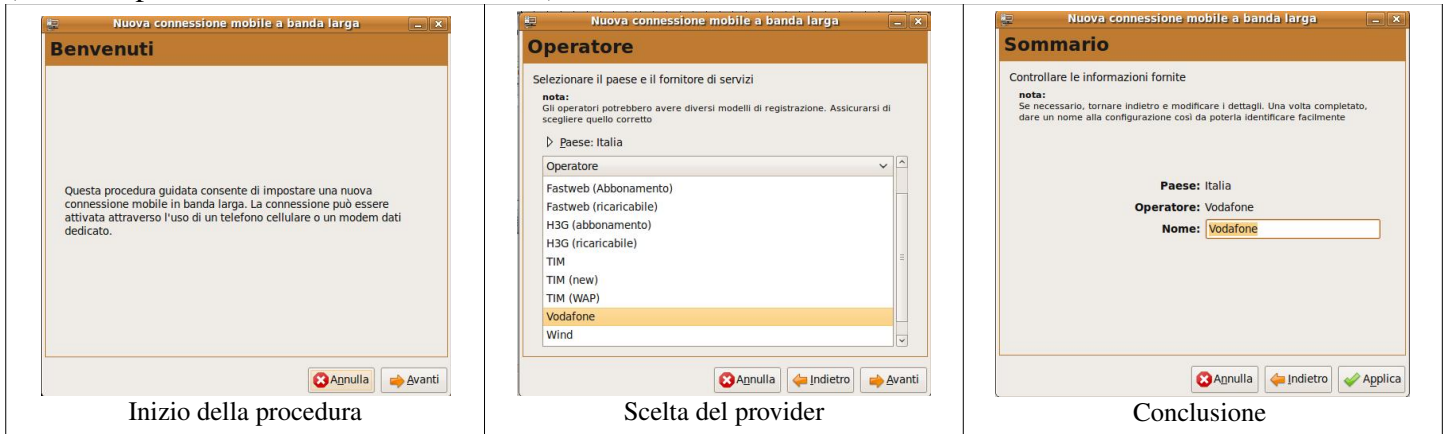 Nuova connessione mobile a banda larga
Benvenuti
Questa procedura guidata consente di impostare una nuova
connessione mobile in banda larga. La connessione può essere
attivata attraverso l'uso di un telefono cellulare o un modem dati
dedicato.
Annulla
Avanti
Inizio della procedura
Nuova connessione mobile a banda larga
Operatore
Selezionare il paese e il fornitore di servizi
nota:
Gli operatori potrebbero avere diversi modelli di registrazione. Assicurarsi di
scegliere quello corretto
Paese: Italia
Operatore
Fastweb (Abbonamento)
Fastweb (ricaricabile)
H3G (abbonamento)
H3G (ricaricabile)
TIM
TIM (new)
TIM (WAP)
Vodafone
Wind
Annulla
Indietro
Avanti
Scelta del provider
Nuova connessione mobile a banda larga
Sommario
Controllare le informazioni fornite
nota:
Se necessario, tornare indietro e modificare i dettagli. Una volta completato,
dare un nome alla configurazione così da poterla identificare facilmente
Paese: Italia
Operatore: Vodafone
Nome: Vodafone
Annulla
Indietro
Applica
Conclusione